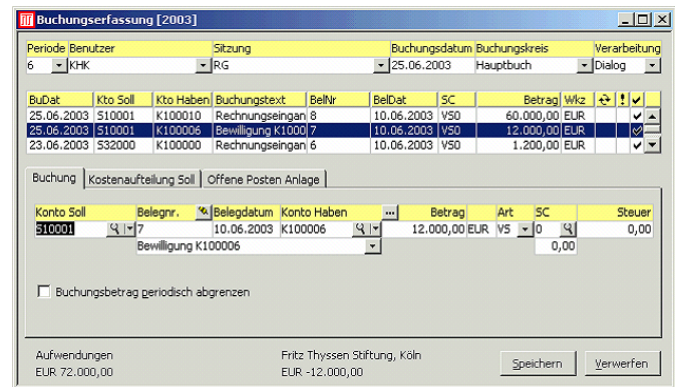 Buchungserfassung [2003]
Periode Benutzer Sitzung Buchungsdatum Buchungskreis Verarbeitung
6 KHK RG 25.06.2003 Hauptbuch Dialog
BuDat Kto Soll Kto Haben Buchungstext BelNr BelDat SC Betrag Wkz !
25.06.2003 S10001 K100010 Rechnungseingan 8 10.06.2003 VS0 60.000,00 EUR
25.06.2003 S10001 K100006 Bewilligung K1000 7 10.06.2003 VS0 12.000,00 EUR
23.06.2003 S32000 K100000 Rechnungseingan 6 10.06.2003 VS0 1.200,00 EUR
Buchung Kostenaufteilung Soll Offene Posten Anlage
Konto Soll Belegnr. Belegdatum Konto Haben ... Betrag Art SC Steuer
S10001 7 10.06.2003 K100006 12.000,00 EUR VS 0 0,00
Bewilligung K100006 0,00
Buchungsbetrag periodisch abgrenzen
Aufwendungen Fritz Thyssen Stiftung, Köln
EUR 72.000,00 EUR -12.000,00
Speichern Verwerfen